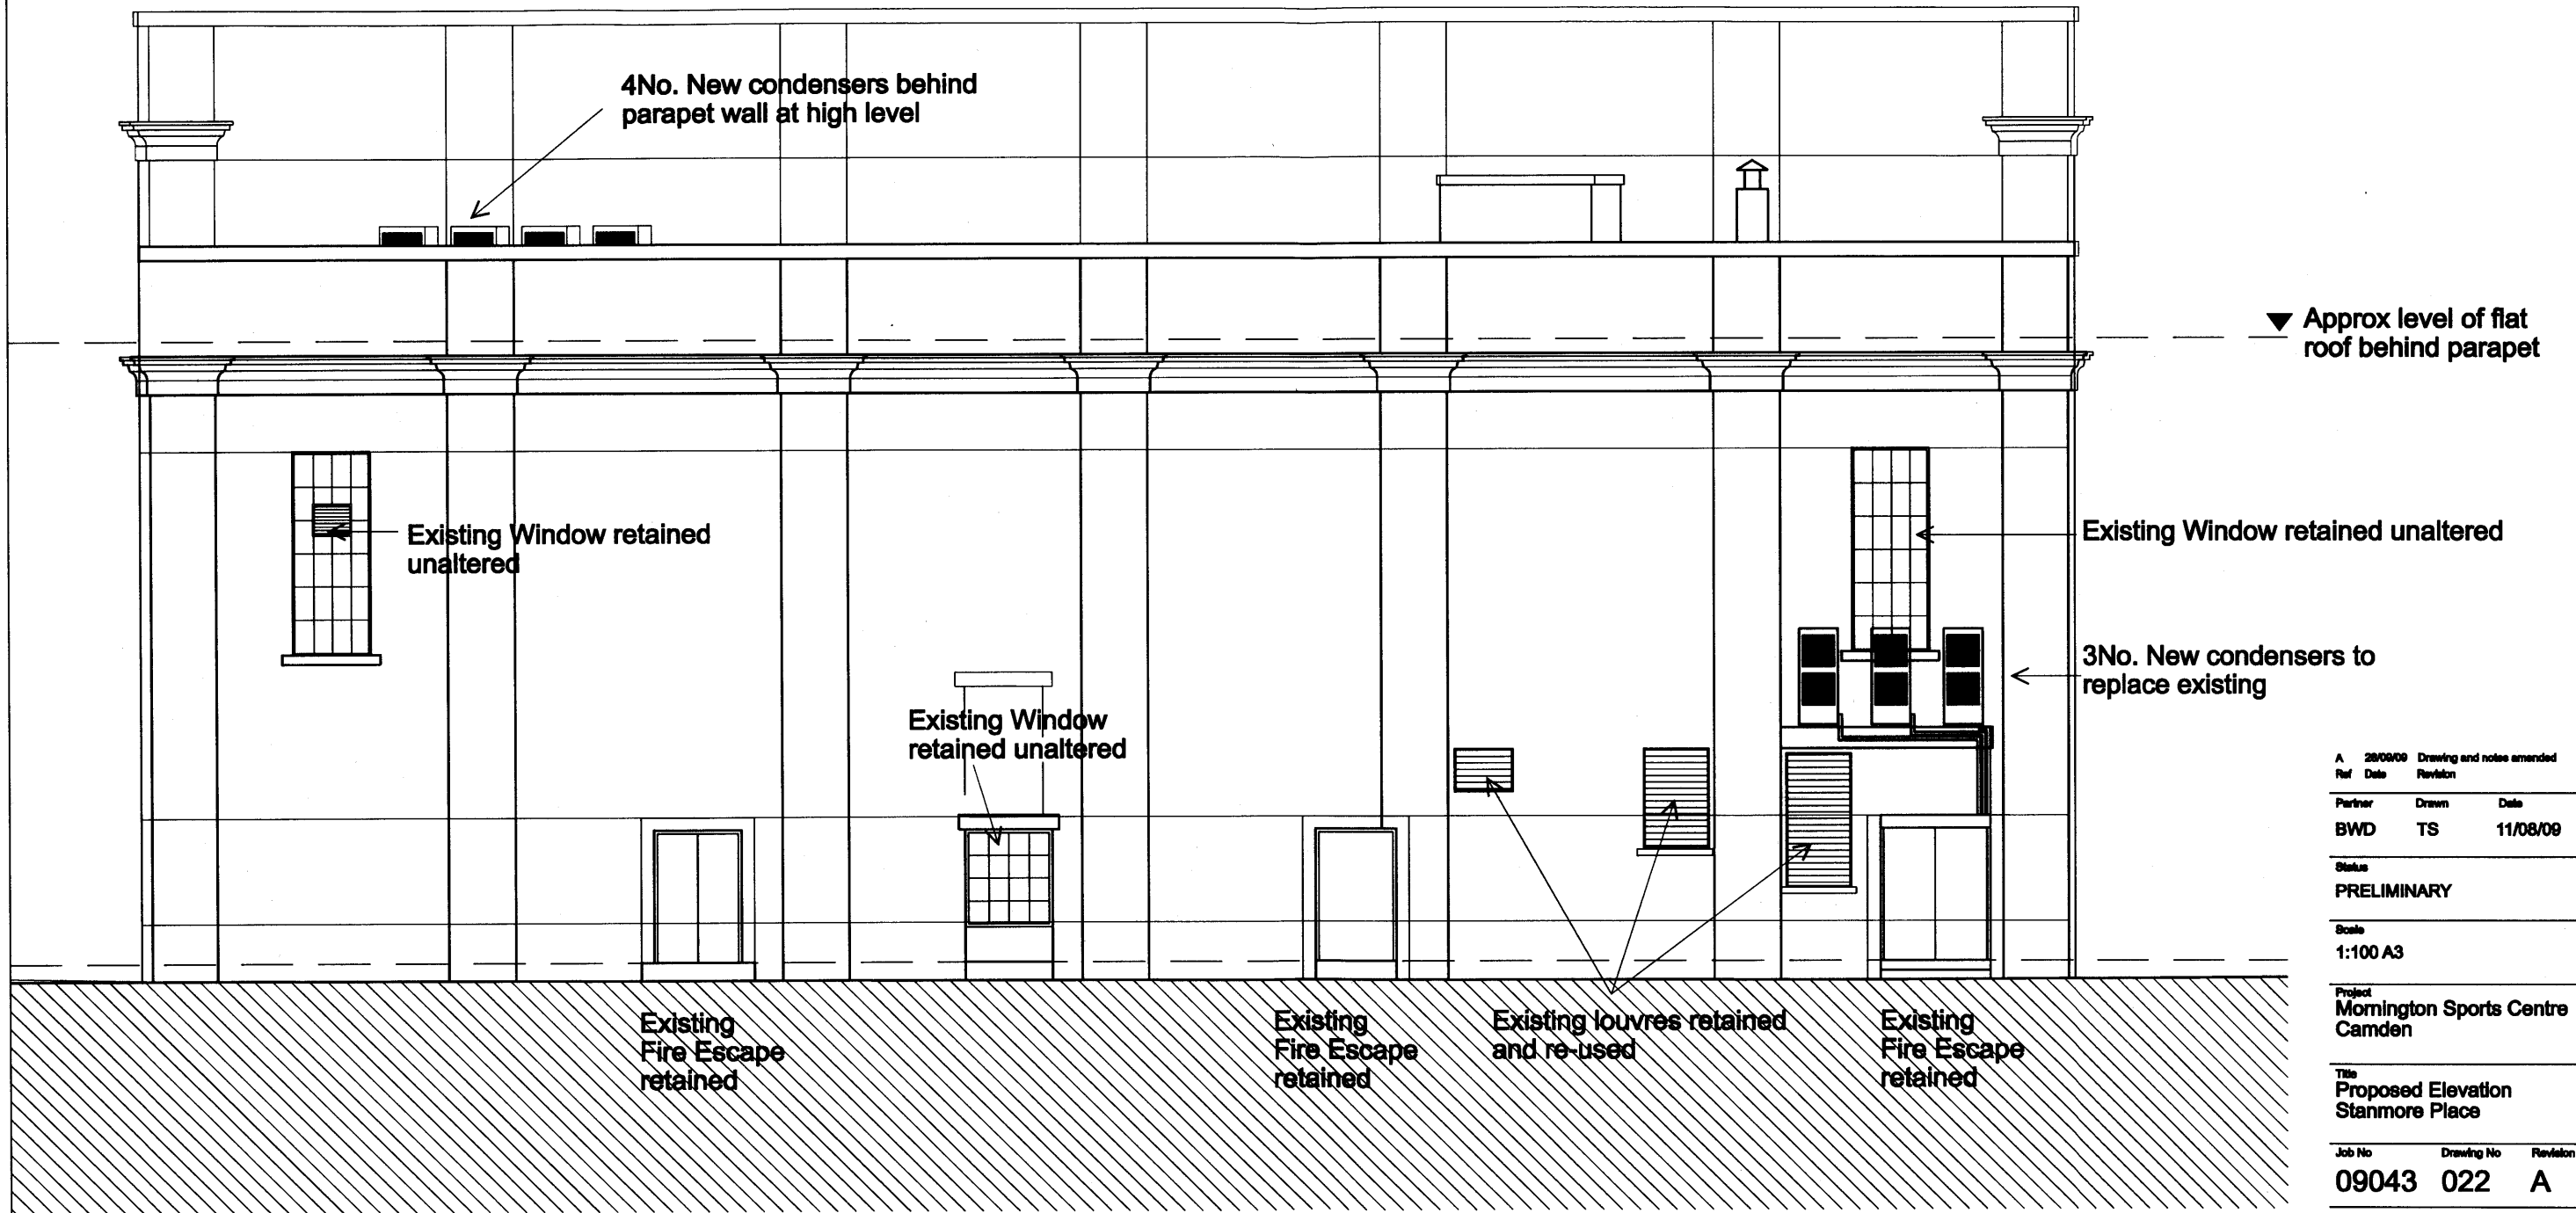 4No. New condensers behind
parapet wall at high level
Approx level of flat
roof behind parapet
Existing Window retained
unaltered
Existing Window retained unaltered
3No. New condensers to
replace existing
Existing Window
retained unaltered
Existing
Fire Escape
retained
Existing
Fire Escape
retained
Existing louvres retained
and re-used
Existing
Fire Escape
retained
A 28/09/09 Drawing and notes amended
Ref Date Revision
Partner Drawn Date
BWD TS 11/08/09
Status
PRELIMINARY
Scale
1:100 A3
Project
Mornington Sports Centre
Camden
Title
Proposed Elevation
Stanmore Place
Job No Drawing No Revision
09043 022 A